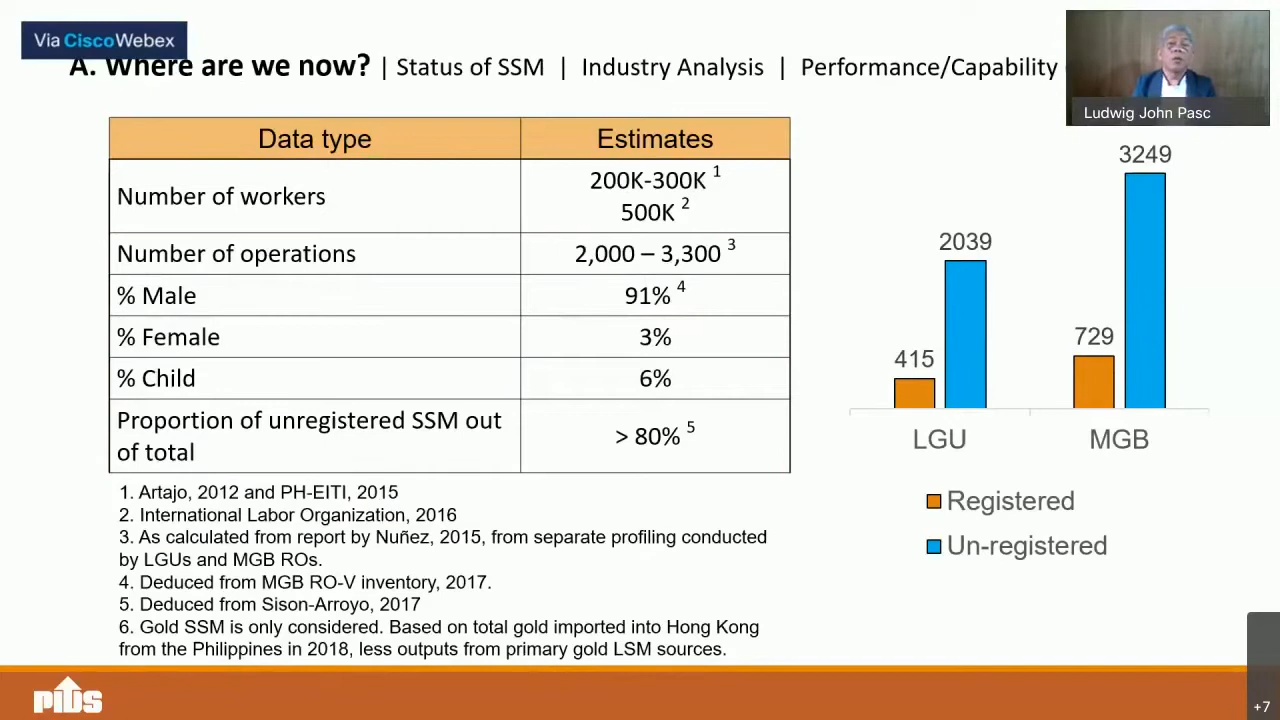 Via CiscoWebex
A. Where are we now? | Status of SSM | Industry Analysis | Performance/Capability
Ludwig John Pasc
Data type Estimates
Number of workers 200K-300K 1
500K 2
Number of operations 2,000 – 3,300 3
% Male 91% 4
% Female 3%
% Child 6%
Proportion of unregistered SSM out
of total > 80% 5
1. Artajo, 2012 and PH-EITI, 2015
2. International Labor Organization, 2016
3. As calculated from report by Nuñez, 2015, from separate profiling conducted
by LGUs and MGB ROs.
4. Deduced from MGB RO-V inventory, 2017.
5. Deduced from Sison-Arroyo, 2017
6. Gold SSM is only considered. Based on total gold imported into Hong Kong
from the Philippines in 2018, less outputs from primary gold LSM sources.
3249
2039
729
415
LGU MGB
Registered
Un-registered
PIDS
+7